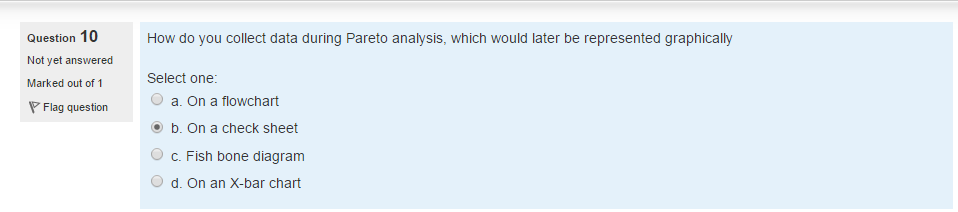 Question 10
Not yet answered
Marked out of 1
Flag question
How do you collect data during Pareto analysis, which would later be represented graphically
Select one:
a. On a flowchart
b. On a check sheet
c. Fish bone diagram
d. On an X-bar chart